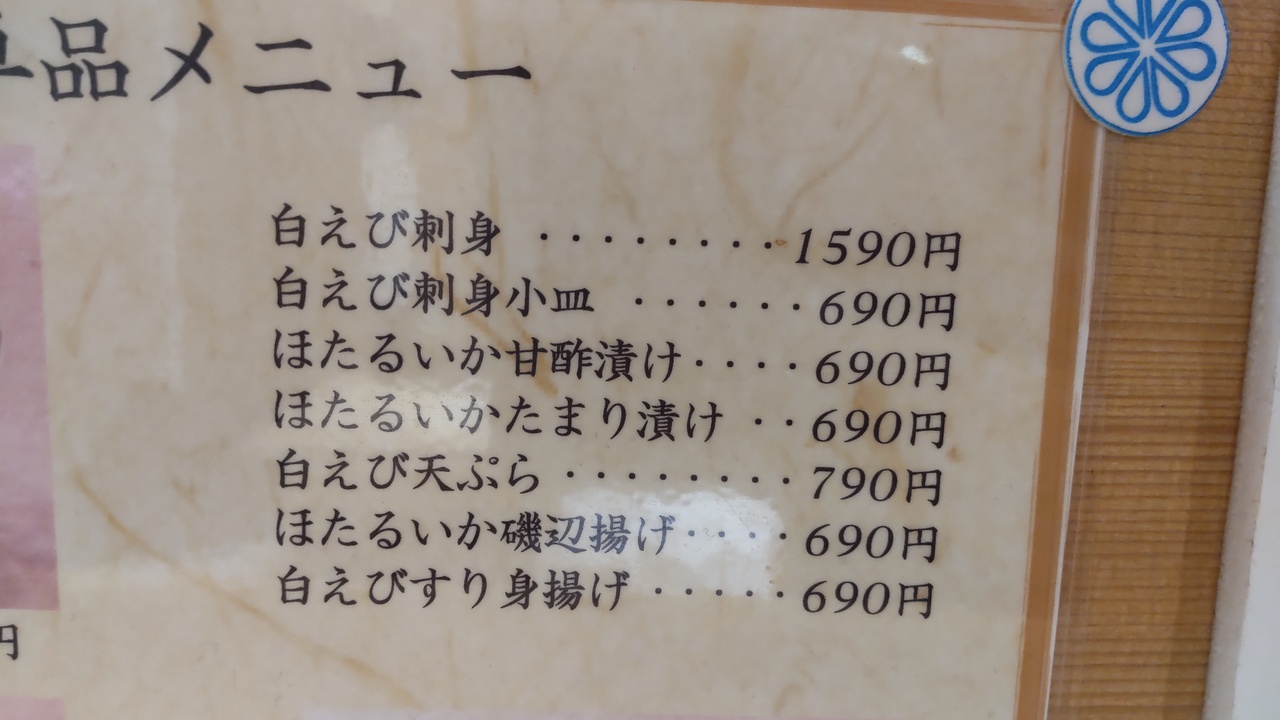 単品メニュー
白えび刺身 ········1590円
白えび刺身小皿 ······690円
ほたるいか甘酢漬け····690円
ほたるいかたまり漬け ··690円
白えび天ぷら ········790円
ほたるいか磯辺揚げ····690円
白えびすり身揚げ ·····690円
円